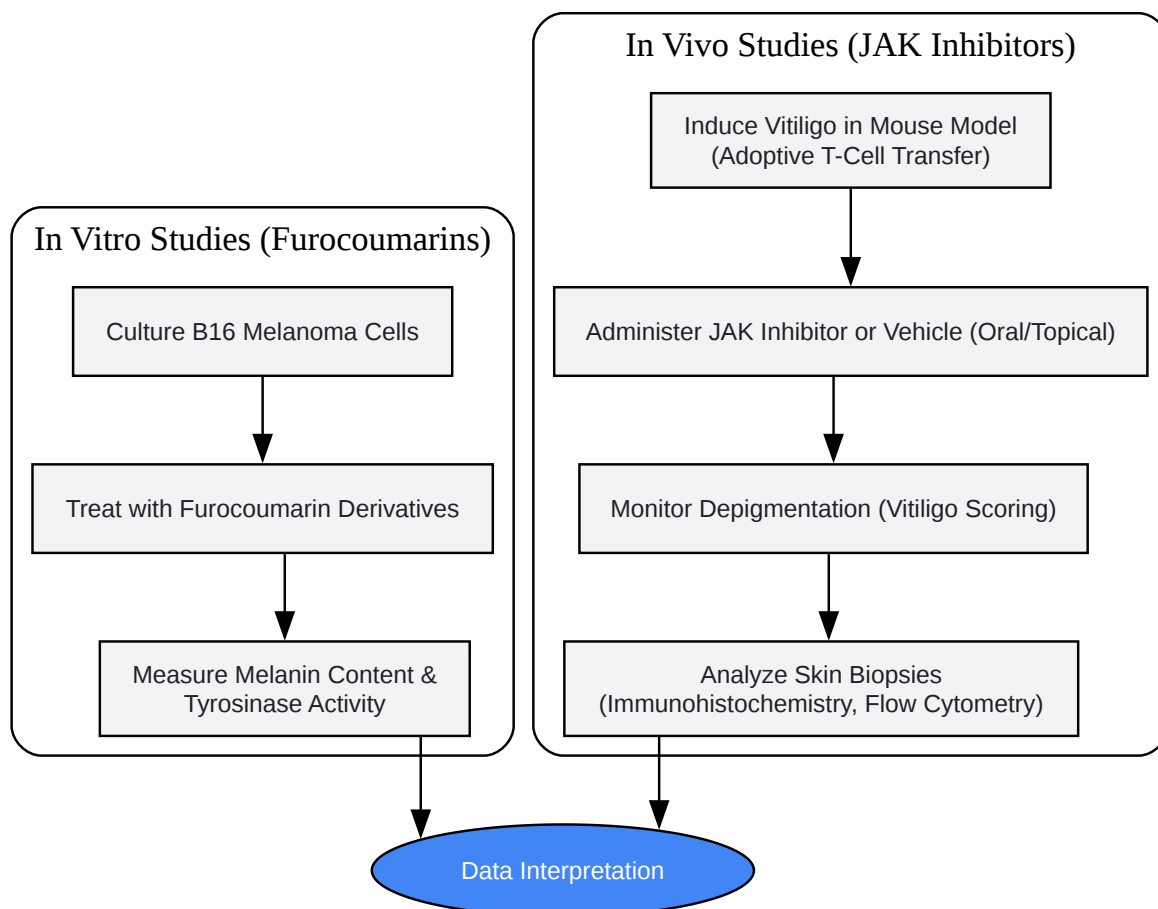 In Vitro Studies (Furocoumarins)
Culture B16 Melanoma Cells
Treat with Furocoumarin Derivatives
Measure Melanin Content &
Tyrosinase Activity
In Vivo Studies (JAK Inhibitors)
Induce Vitiligo in Mouse Model
(Adoptive T-Cell Transfer)
Administer JAK Inhibitor or Vehicle (Oral/Topical)
Monitor Depigmentation (Vitiligo Scoring)
Analyze Skin Biopsies
(Immunohistochemistry, Flow Cytometry)
Data Interpretation